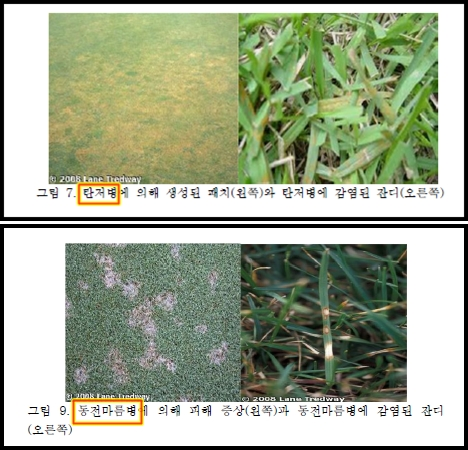 © 2008 Lane Tredway
그림 7. 탄저병에 의해 생성된 패치(왼쪽)와 탄저병에 감염된 잔디(오른쪽)
© 2008 Lane Tredway © 2008 Lane Tredway
그림 9. 동전마름병에 의해 피해 증상(왼쪽)과 동전마름병에 감염된 잔디
(오른쪽)